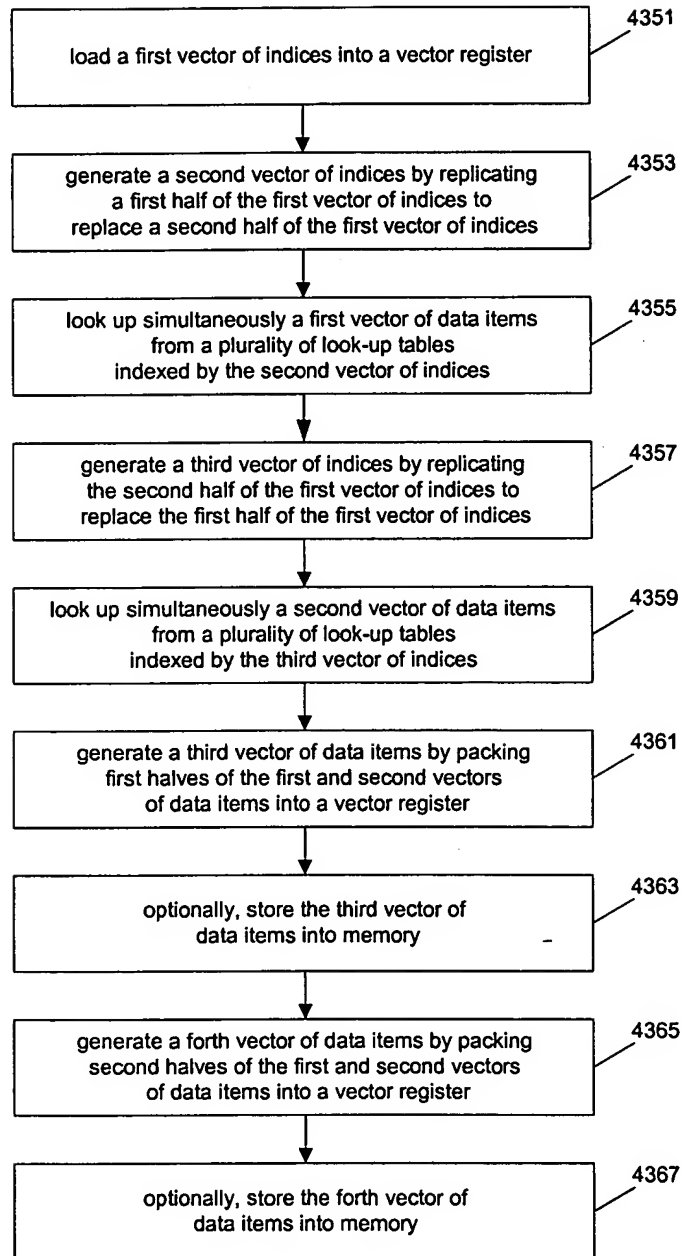 4351
load a first vector of indices into a vector register
4353
generate a second vector of indices by replicating
a first half of the first vector of indices to
replace a second half of the first vector of indices
4355
look up simultaneously a first vector of data items
from a plurality of look-up tables
indexed by the second vector of indices
4357
generate a third vector of indices by replicating
the second half of the first vector of indices to
replace the first half of the first vector of indices
4359
look up simultaneously a second vector of data items
from a plurality of look-up tables
indexed by the third vector of indices
4361
generate a third vector of data items by packing
first halves of the first and second vectors
of data items into a vector register
4363
optionally, store the third vector of
data items into memory
4365
generate a forth vector of data items by packing
second halves of the first and second vectors
of data items into a vector register
4367
optionally, store the forth vector of
data items into memory